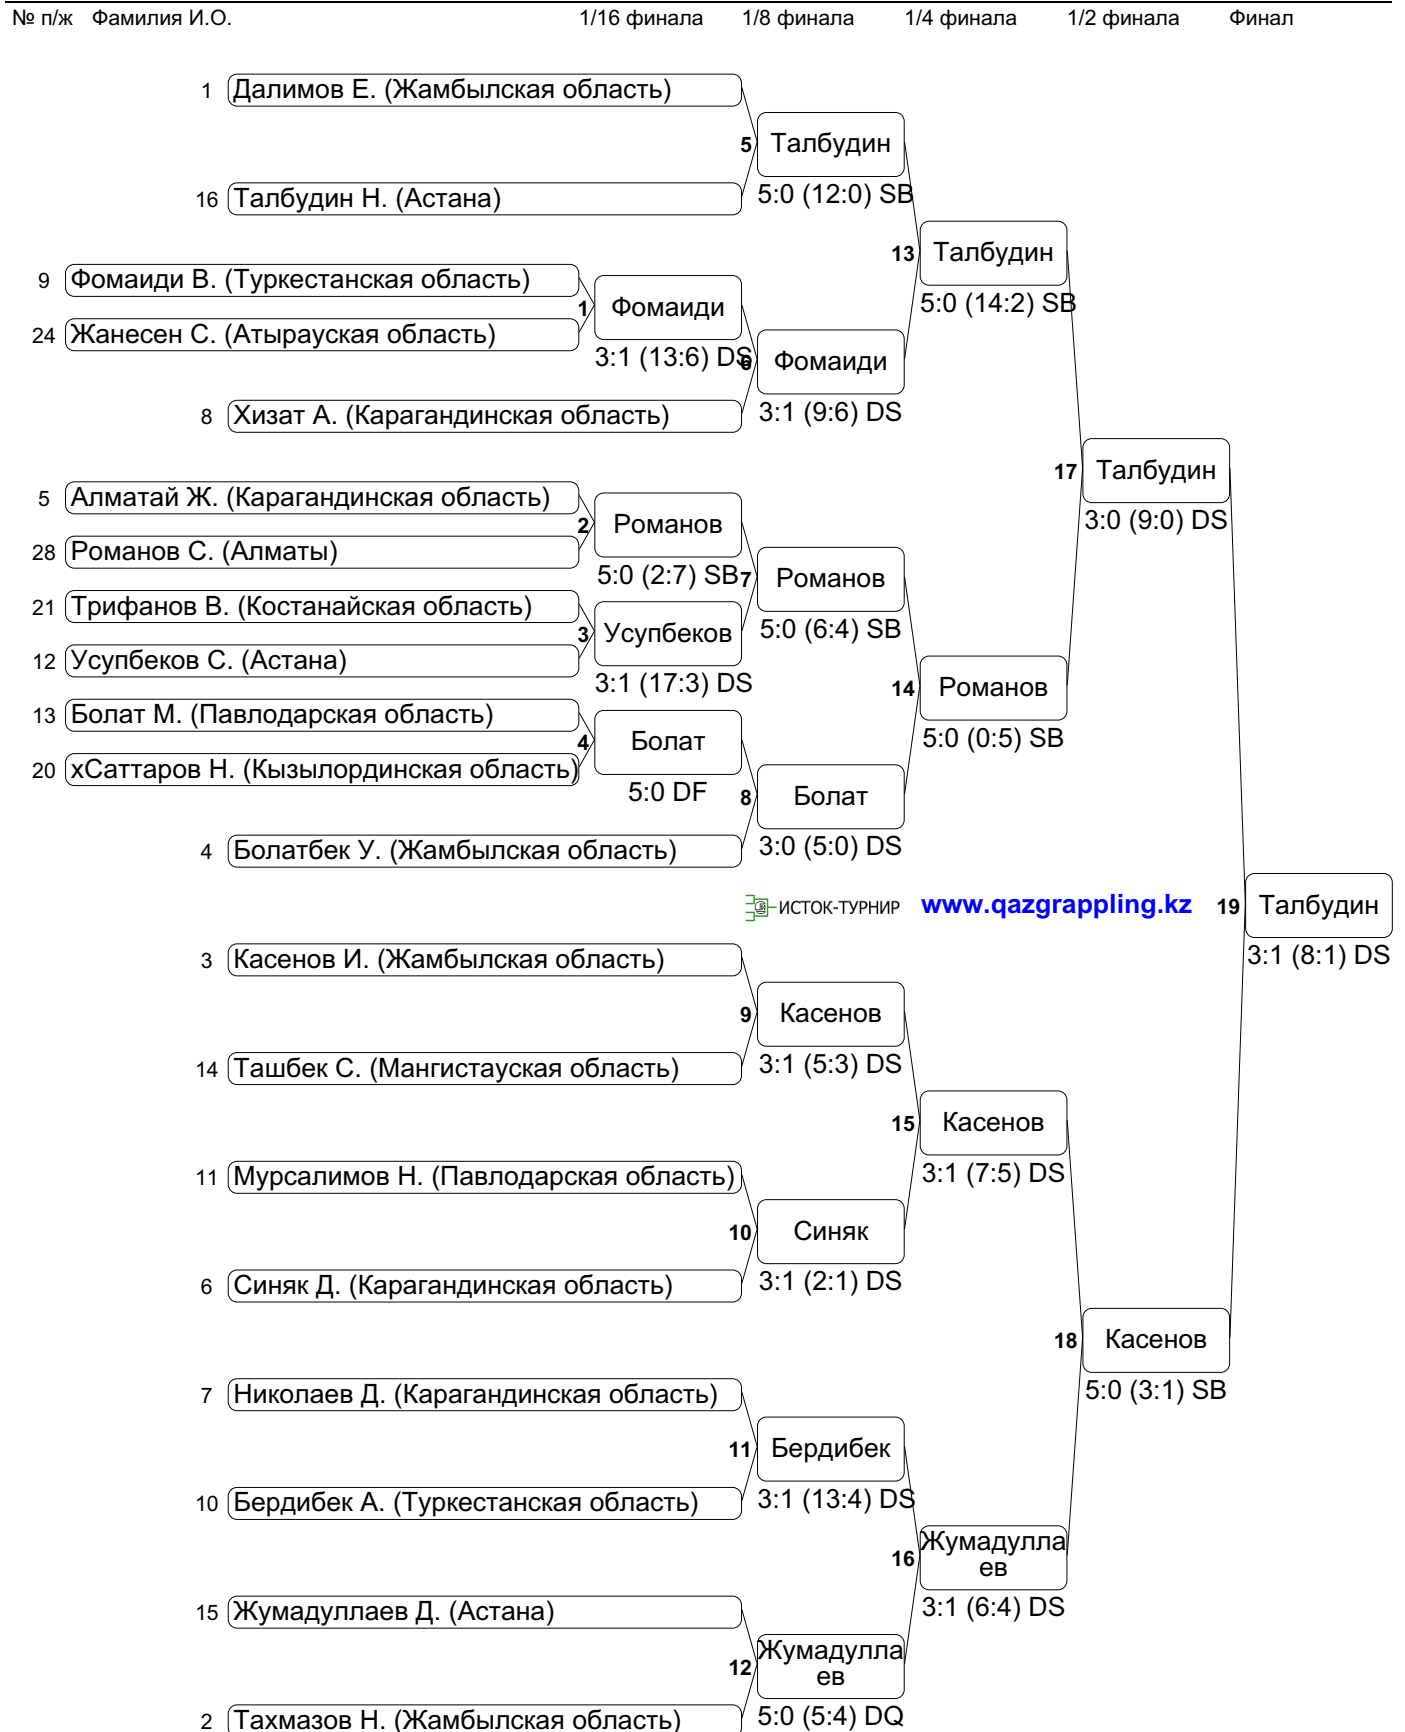 № п/ж Фамилия И.О. 1/16 финала 1/8 финала 1/4 финала 1/2 финала Финал
1 Далимов Е. (Жамбылская область)
5 Талбудин
16 Талбудин Н. (Астана) 5:0 (12:0) SB
13 Талбудин
9 Фомаиди В. (Туркестанская область)
1 Фомаиди 5:0 (14:2) SB
24 Жанесен С. (Атырауская область)
3:1 (13:6) DS 6 Фомаиди
8 Хизат А. (Карагандинская область) 3:1 (9:6) DS
17 Талбудин
5 Алматай Ж. (Карагандинская область)
2 Романов 3:0 (9:0) DS
28 Романов С. (Алматы)
5:0 (2:7) SB 7 Романов
21 Трифанов В. (Костанайская область)
3 Усупбеков 5:0 (6:4) SB
12 Усупбеков С. (Астана)
3:1 (17:3) DS 14 Романов
13 Болат М. (Павлодарская область)
4 Болат 5:0 (0:5) SB
20 хСаттаров Н. (Кызылординская область)
5:0 DF 8 Болат
4 Болатбек У. (Жамбылская область) 3:0 (5:0) DS
ИСТОК-ТУРНИР www.qazgrappling.kz 19 Талбудин
3 Касенов И. (Жамбылская область) 3:1 (8:1) DS
9 Касенов
14 Ташбек С. (Мангистауская область) 3:1 (5:3) DS
15 Касенов
11 Мурсалимов Н. (Павлодарская область) 3:1 (7:5) DS
10 Синяк
6 Синяк Д. (Карагандинская область) 3:1 (2:1) DS
18 Касенов
7 Николаев Д. (Карагандинская область) 5:0 (3:1) SB
11 Бердибек
10 Бердибек А. (Туркестанская область) 3:1 (13:4) DS
16 Жумадулла
ев
15 Жумадуллаев Д. (Астана) 3:1 (6:4) DS
12 Жумадулла
ев
2 Тахмазов Н. (Жамбылская область) 5:0 (5:4) DQ